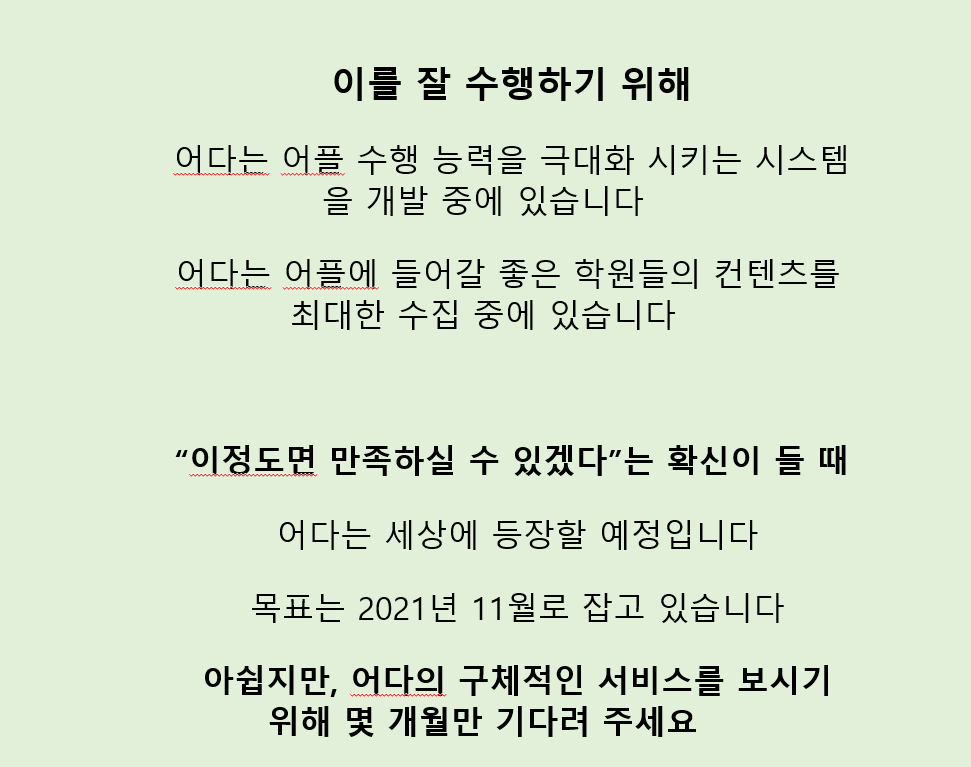 이를 잘 수행하기 위해
어다는 어플 수행 능력을 극대화 시키는 시스템
을 개발 중에 있습니다
어다는 어플에 들어갈 좋은 학원들의 컨텐츠를
최대한 수집 중에 있습니다
“이정도면 만족하실 수 있겠다”는 확신이 들 때
어다는 세상에 등장할 예정입니다
목표는 2021년 11월로 잡고 있습니다
아쉽지만, 어다의 구체적인 서비스를 보시기
위해 몇 개월만 기다려 주세요